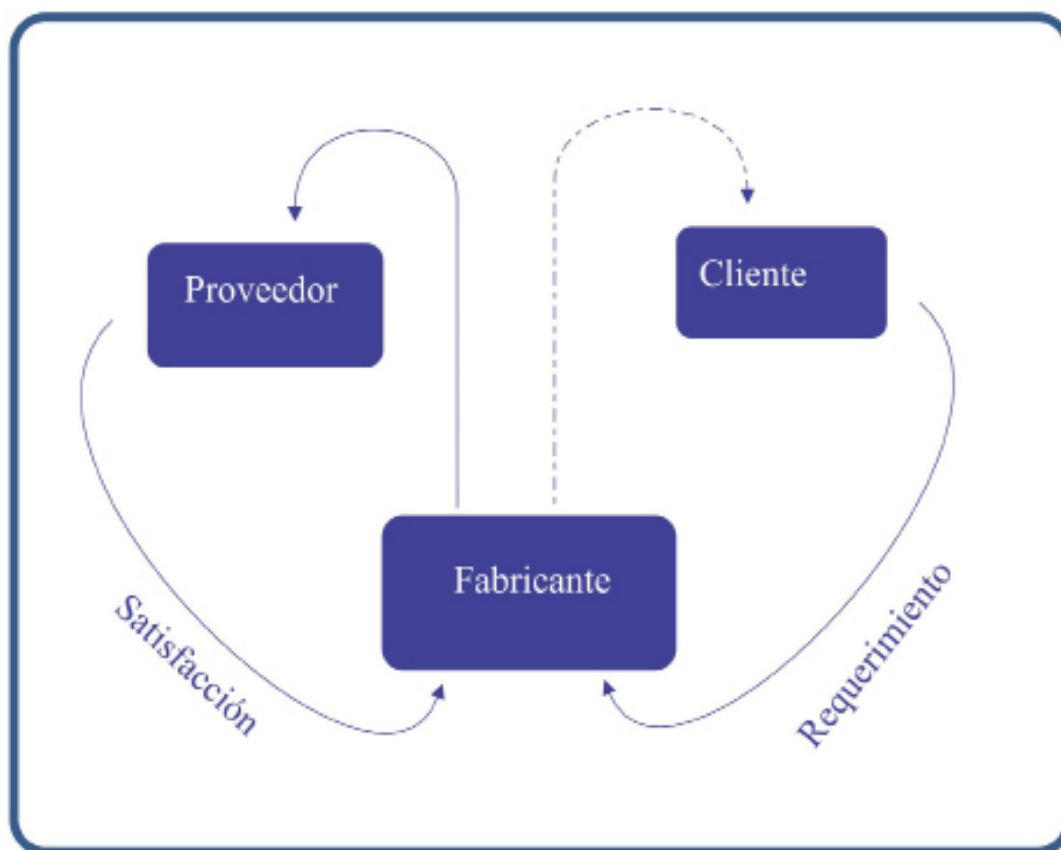 Proveedor
Cliente
Fabricante
Satisfacción
Requerimiento